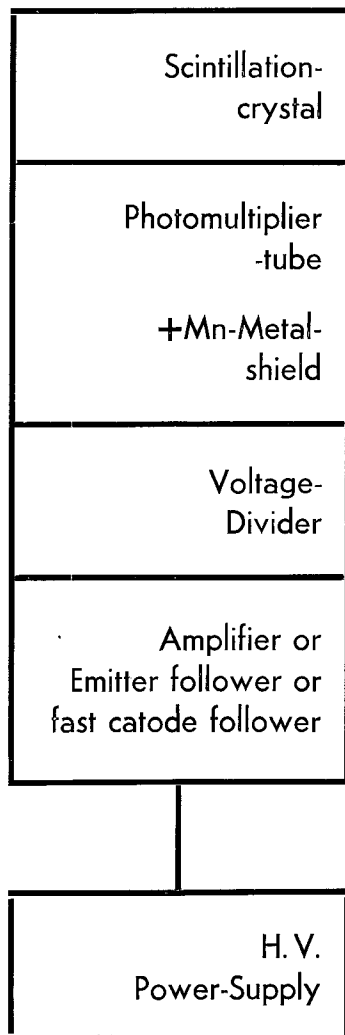 Scintillation-
crystal
Photomultiplier
-tube
+Mn-Metal-
shield
Voltage-
Divider
Amplifier or
Emitter follower or
fast catode follower
H. V.
Power-Supply